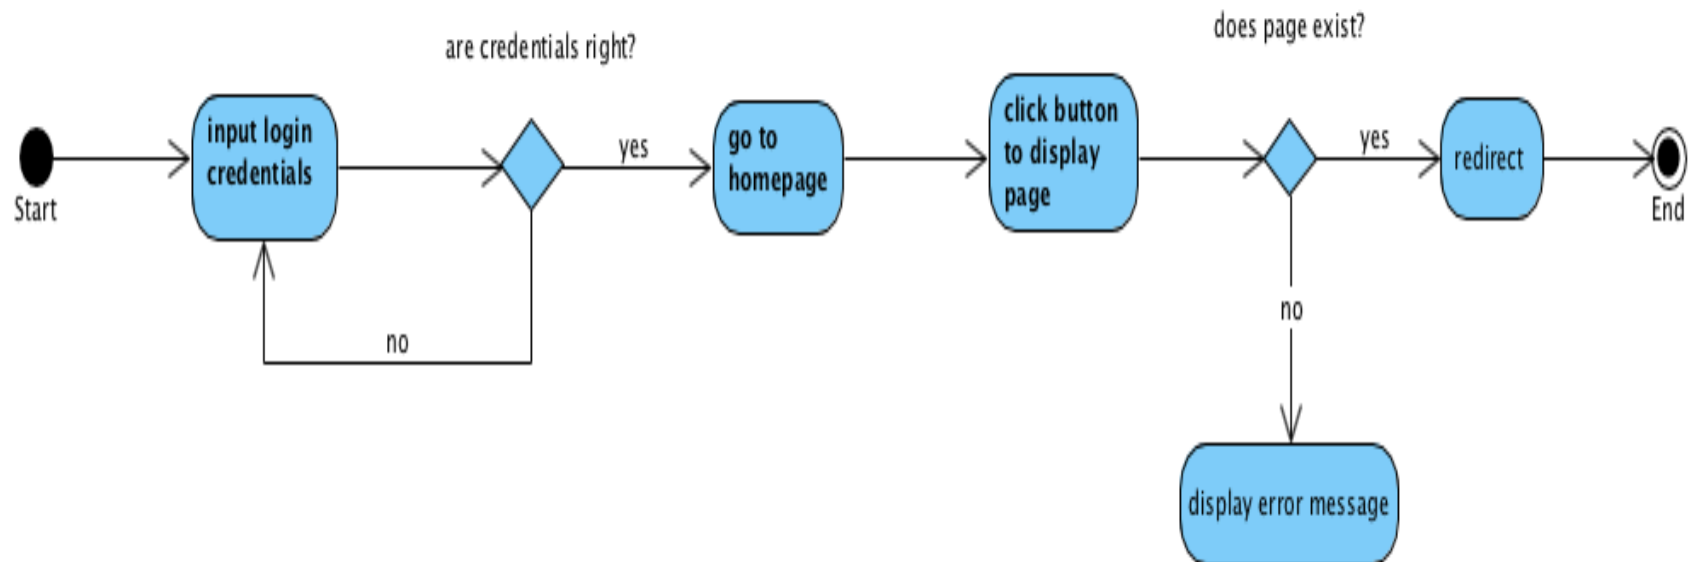 are credentials right?
does page exist?
Start
input login
credentials
yes
go to
homepage
click button
to display
page
yes
redirect
End
no
no
display error message